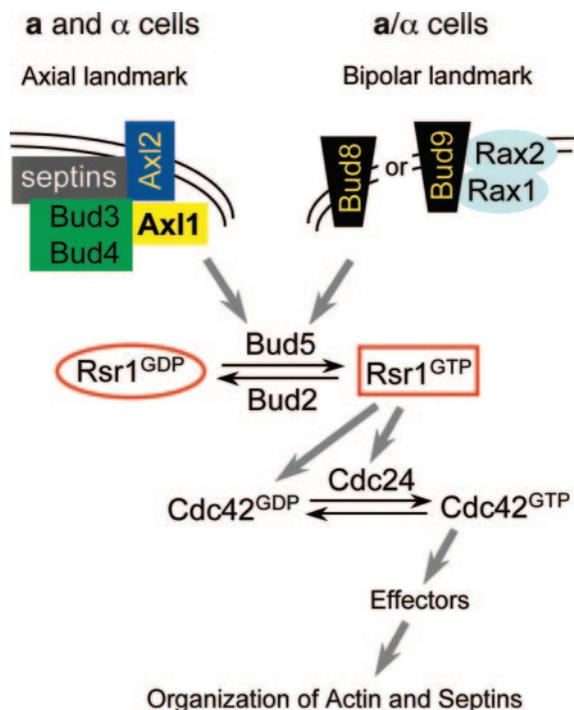 a and α cells
Axial landmark
Axl2
septins
Bud3
Bud4
Axl1
a/α cells
Bipolar landmark
Bud8
or
Bud9
Rax2
Rax1
Rsr1GDP
Bud5
Bud2
Rsr1GTP
Cdc42GDP
Cdc24
Cdc42GTP
Effectors
Organization of Actin and Septins